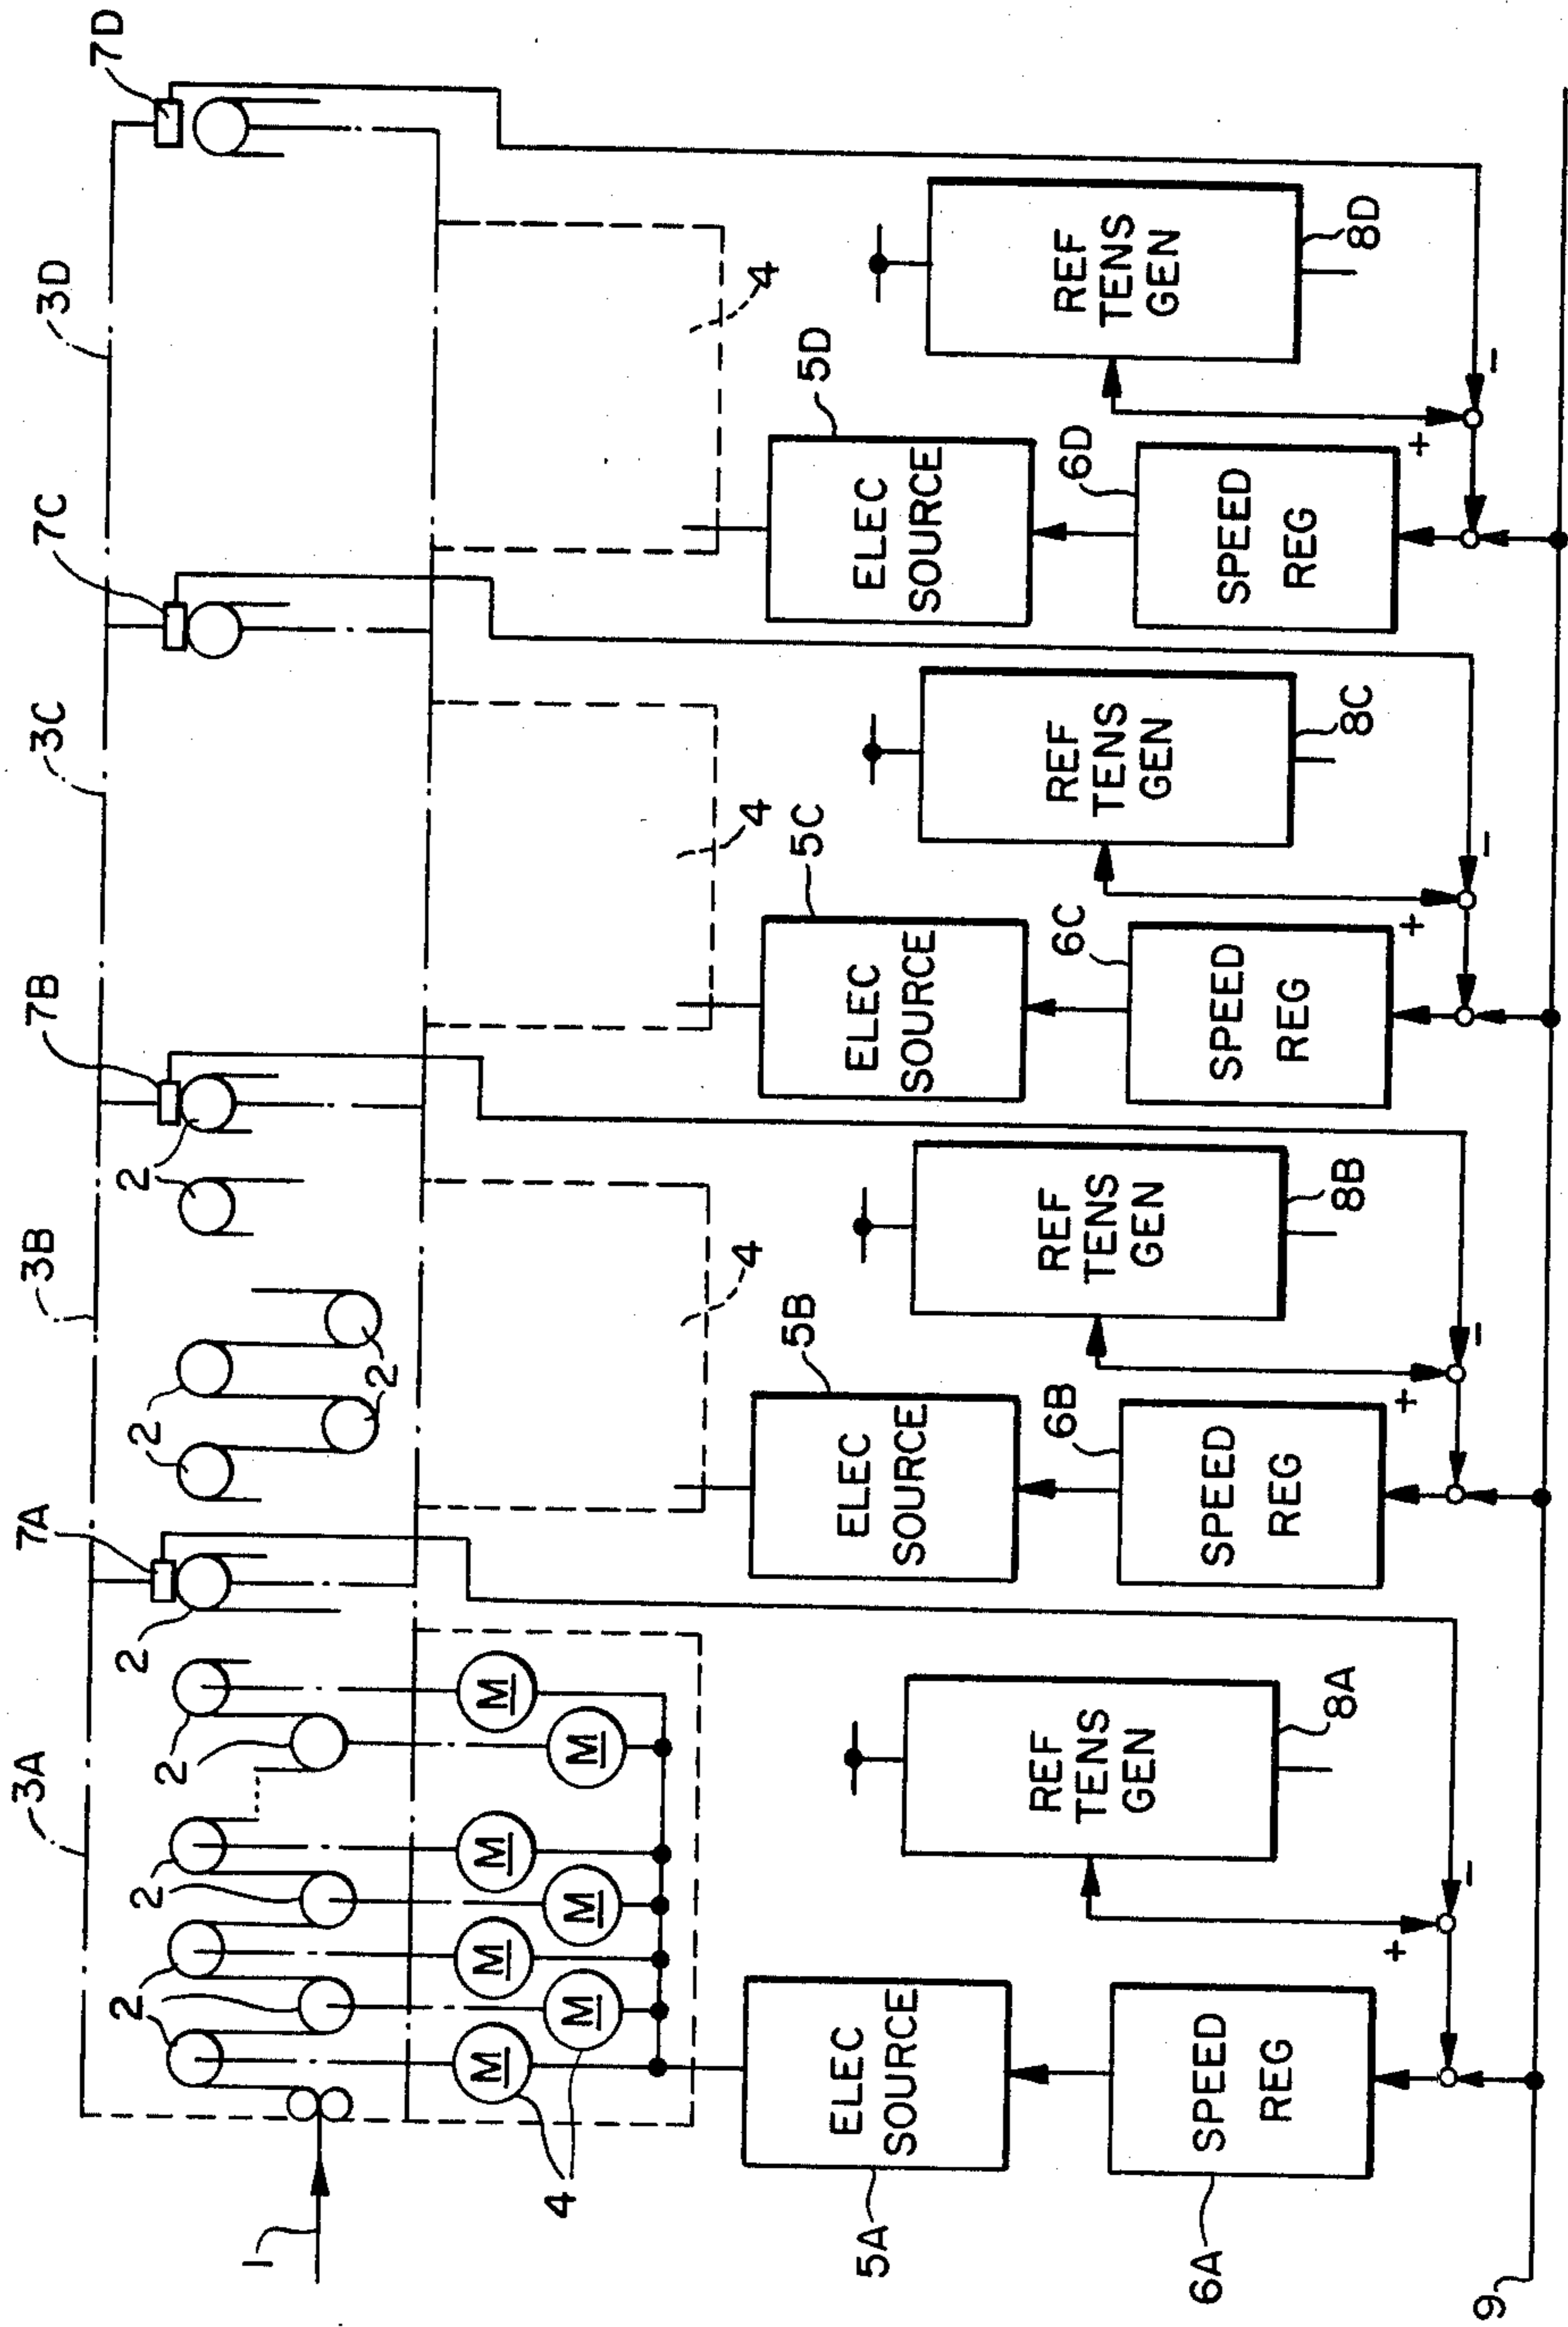 3A
3B
3C
3D
7A
7B
7C
7D
2
2
2
2
2
2
2
2
2
1
M
M
M
M
M
M
M
4
4
4
4
5A
ELEC
SOURCE
5B
ELEC
SOURCE
5C
ELEC
SOURCE
5D
ELEC
SOURCE
REF
TENS
GEN
8A
REF
TENS
GEN
8B
REF
TENS
GEN
8C
REF
TENS
GEN
8D
6A
SPEED
REG
6B
SPEED
REG
6C
SPEED
REG
6D
SPEED
REG
+
−
+
−
+
−
+
−
9